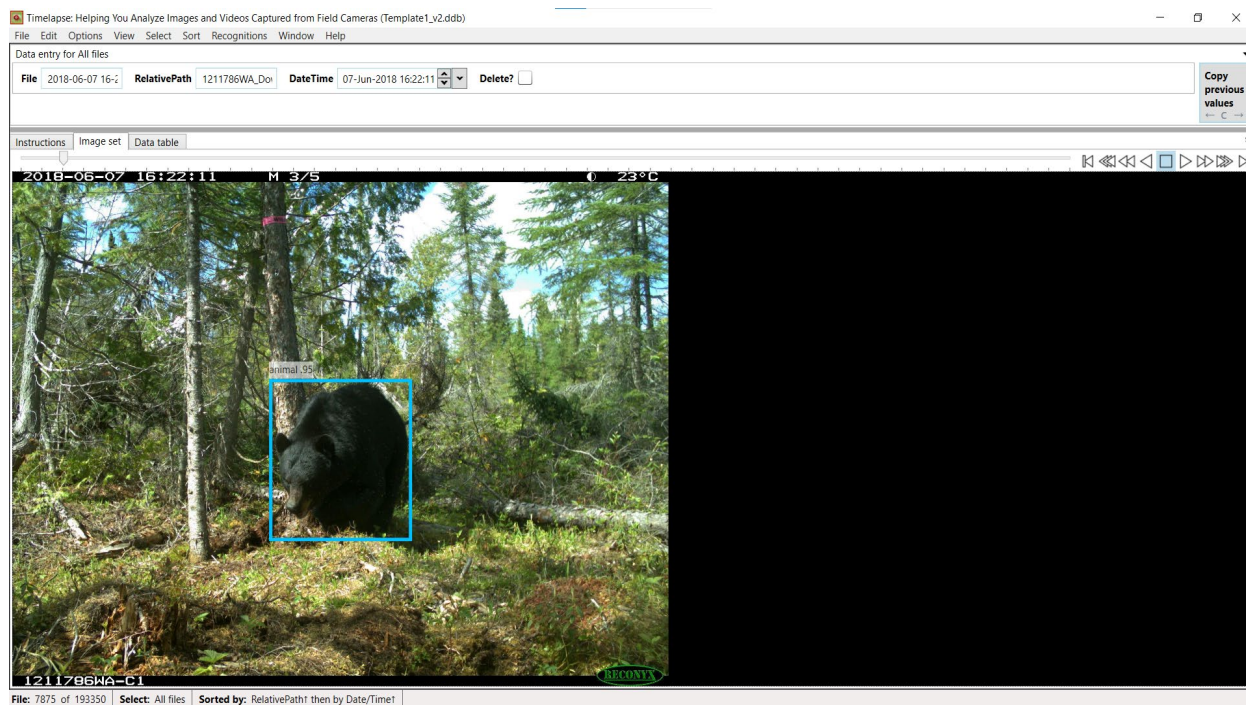 Timelapse: Helping You Analyze Images and Videos Captured from Field Cameras (Template1_v2.ddb)
File Edit Options View Select Sort Recognitions Window Help
Data entry for All files
File 2018-06-07 16-2 RelativePath 1211786WA_Do DateTime 07-Jun-2018 16:22:11 Delete?
Copy
previous
values
← C →
Instructions Image set Data table
2018-06-07 16:22:11 M 3/5 23°C
animal .95
RECONYX
1211786WA-C1
File: 7875 of 193350 Select: All files Sorted by: RelativePath↑ then by Date/Time↑